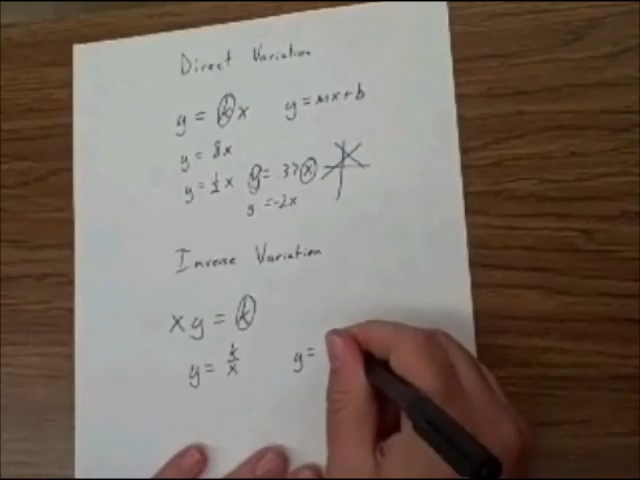 Direct Variation
y = kx y = mx+b
y = 8x
y = ½x y = 37x
y = -2x
Inverse Variation
xy = k
y = k/x y =